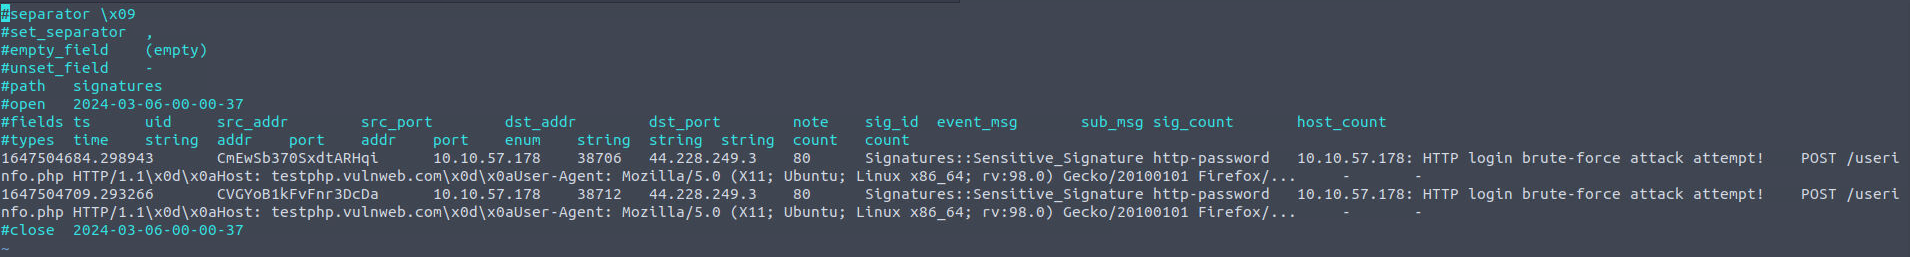 #separator \x09
#set_separator  ,
#empty_field    (empty)
#unset_field    -
#path   signatures
#open   2024-03-06-00-00-37
#fields ts      uid     src_addr        src_port        dst_addr        dst_port        note    sig_id  event_msg       sub_msg sig_count       host_count
#types  time    string  addr    port    addr    port    enum    string  string  string  count   count
1647504684.298943       CmEwSb370SxdtARHqi      10.10.57.178    38706   44.228.249.3    80      Signatures::Sensitive_Signature http-password   10.10.57.178: HTTP login brute-force attack attempt!    POST /useri
nfo.php HTTP/1.1\x0d\x0aHost: testphp.vulnweb.com\x0d\x0aUser-Agent: Mozilla/5.0 (X11; Ubuntu; Linux x86_64; rv:98.0) Gecko/20100101 Firefox/...     -       -
1647504709.293266       CVGYoB1kFvFnr3DcDa      10.10.57.178    38712   44.228.249.3    80      Signatures::Sensitive_Signature http-password   10.10.57.178: HTTP login brute-force attack attempt!    POST /useri
nfo.php HTTP/1.1\x0d\x0aHost: testphp.vulnweb.com\x0d\x0aUser-Agent: Mozilla/5.0 (X11; Ubuntu; Linux x86_64; rv:98.0) Gecko/20100101 Firefox/...     -       -
#close  2024-03-06-00-00-37
~